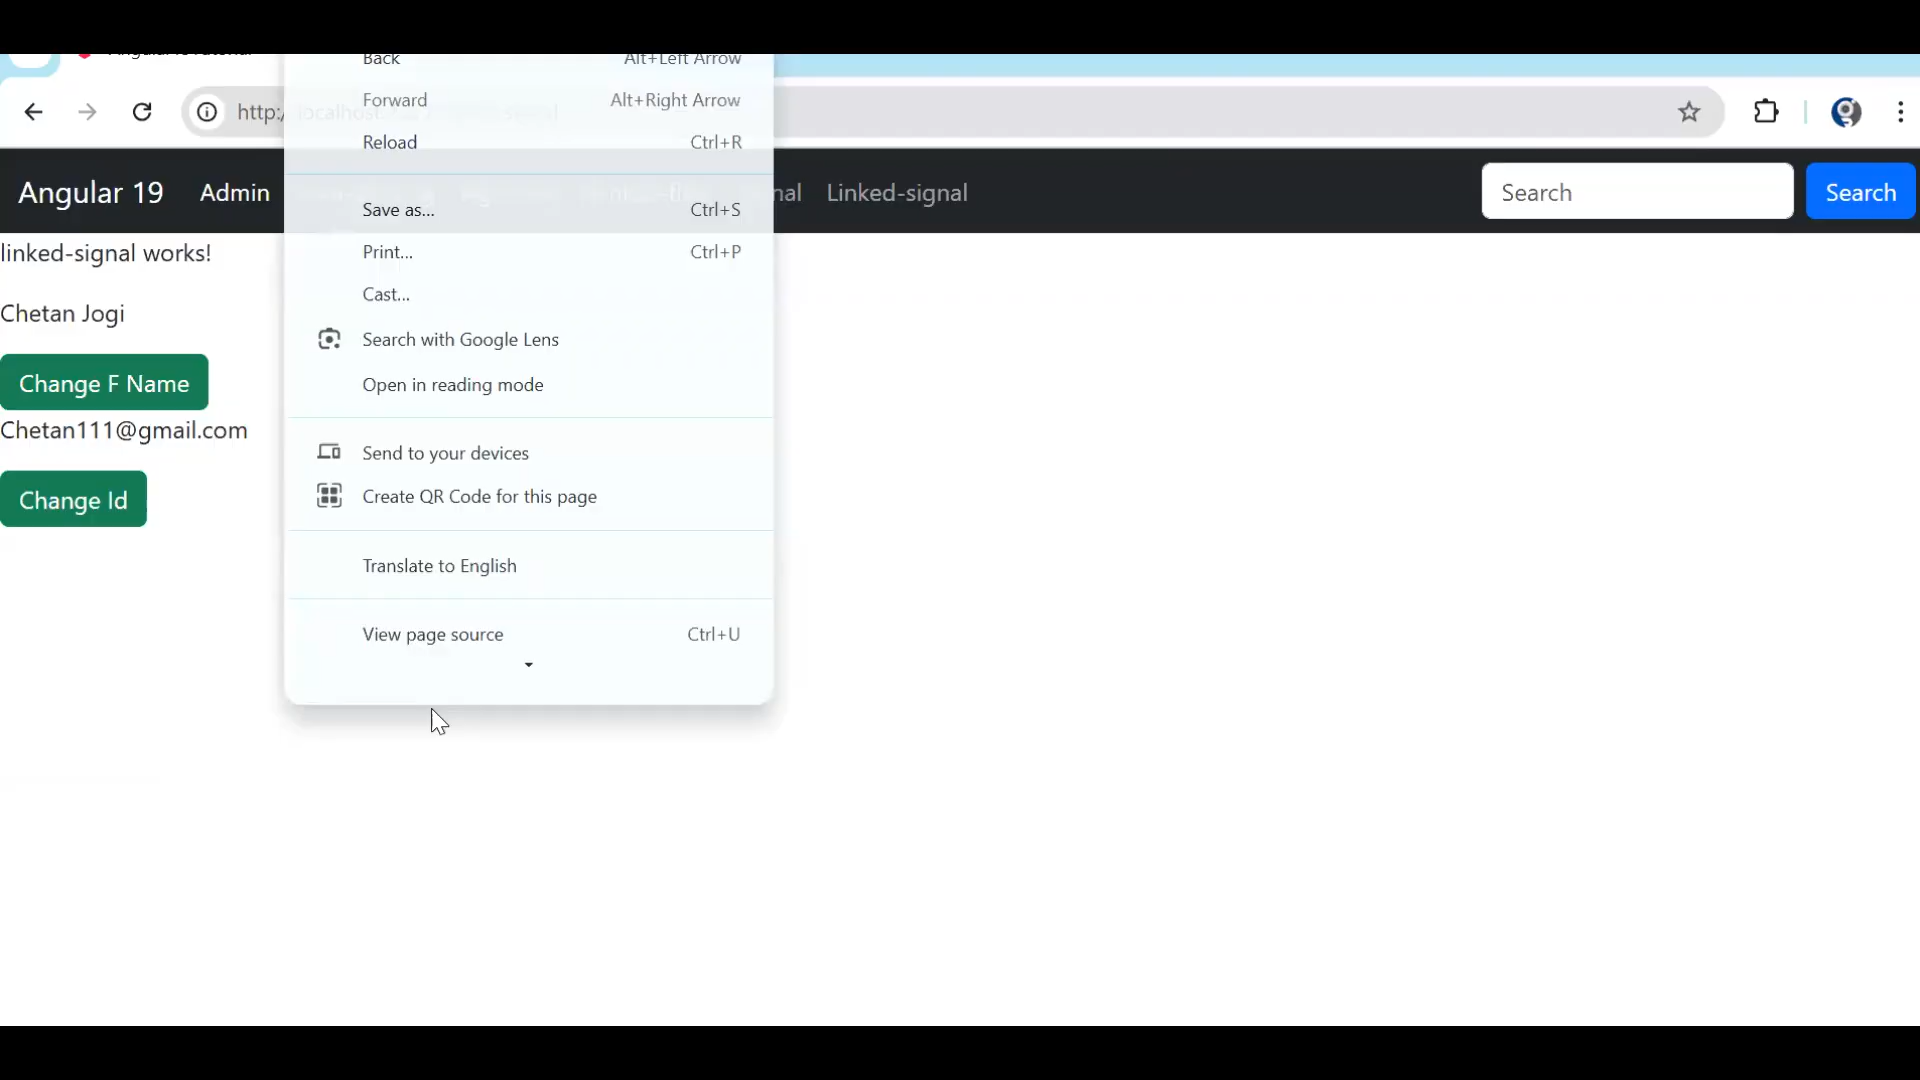 Back Alt+Left Arrow
http:/
Forward Alt+Right Arrow
Reload Ctrl+R
Angular 19 Admin Linked-signal Search Search
Save as... Ctrl+S
linked-signal works!
Print... Ctrl+P
Cast...
Chetan Jogi
Search with Google Lens
Change F Name
Open in reading mode
Chetan111@gmail.com
Send to your devices
Change Id
Create QR Code for this page
Translate to English
View page source Ctrl+U